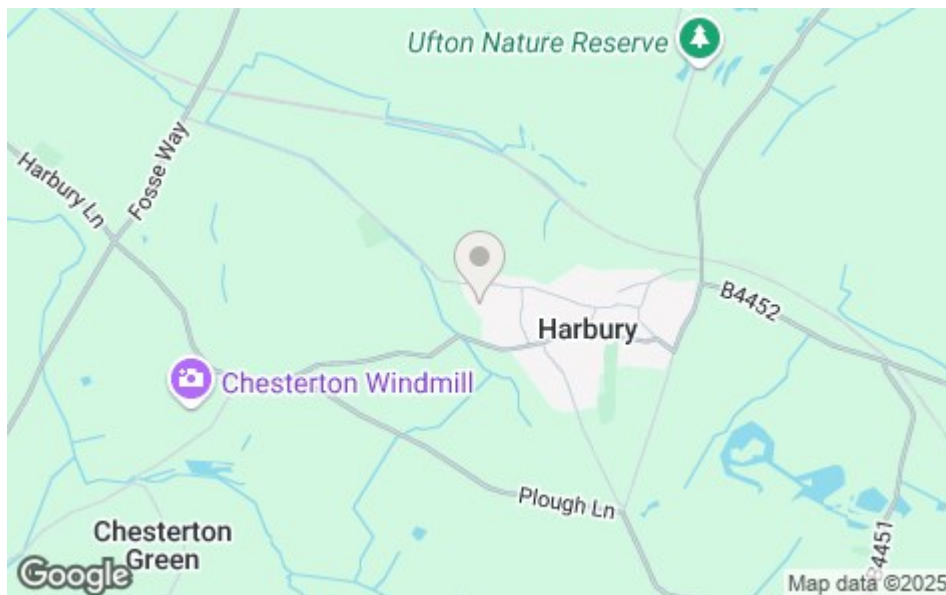 Ufton Nature Reserve
Fosse Way
Harbury Ln
B4452
Harbury
Chesterton Windmill
Plough Ln
Chesterton
Green
B4451
Google
Map data ©2025